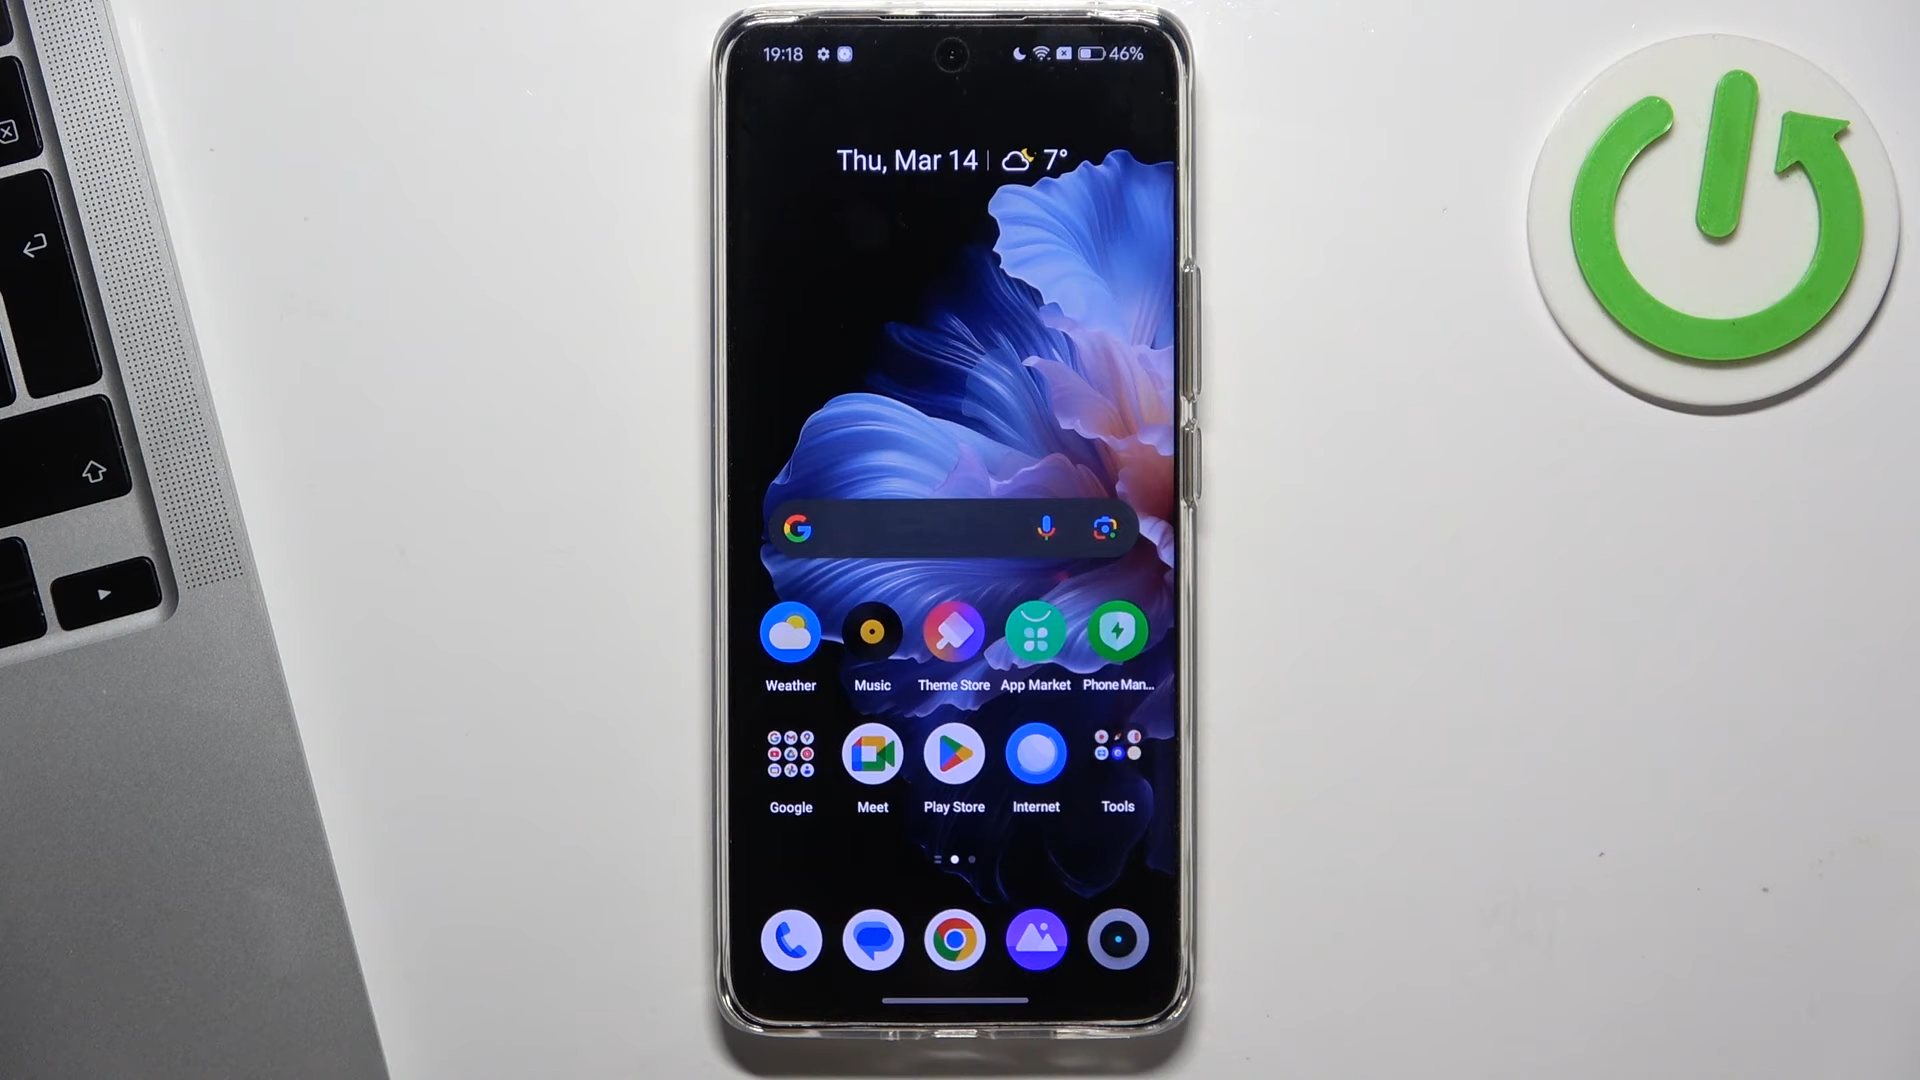 19:18 46%
Thu, Mar 14 7°
Weather Music Theme Store App Market Phone Man...
Google Meet Play Store Internet Tools